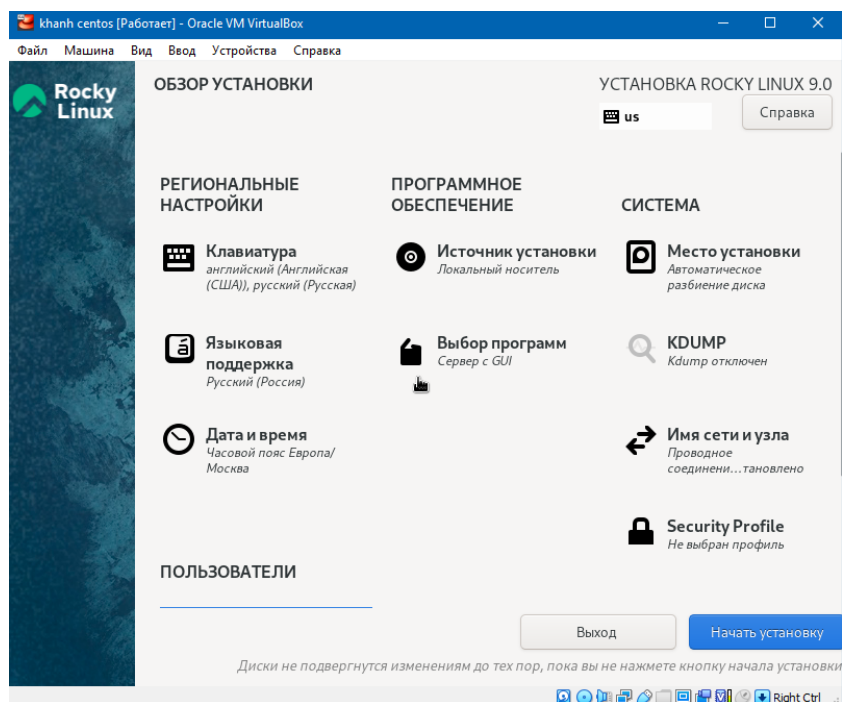 khanh centos [Работает] - Oracle VM VirtualBox
Файл Машина Вид Ввод Устройства Справка
Rocky
Linux
ОБЗОР УСТАНОВКИ
УСТАНОВКА ROCKY LINUX 9.0
us
Справка
РЕГИОНАЛЬНЫЕ
НАСТРОЙКИ
Клавиатура
английский (Английская
(США)), русский (Русская)
Языковая
поддержка
Русский (Россия)
Дата и время
Часовой пояс Европа/
Москва
ПРОГРАММНОЕ
ОБЕСПЕЧЕНИЕ
Источник установки
Локальный носитель
Выбор программ
Сервер с GUI
СИСТЕМА
Место установки
Автоматическое
разбиение диска
KDUMP
Kdump отключен
Имя сети и узла
Проводное
соединени...тановлено
Security Profile
Не выбран профиль
ПОЛЬЗОВАТЕЛИ
Выход
Начать установку
Диски не подвергнутся изменениям до тех пор, пока вы не нажмете кнопку начала установки
Right Ctrl